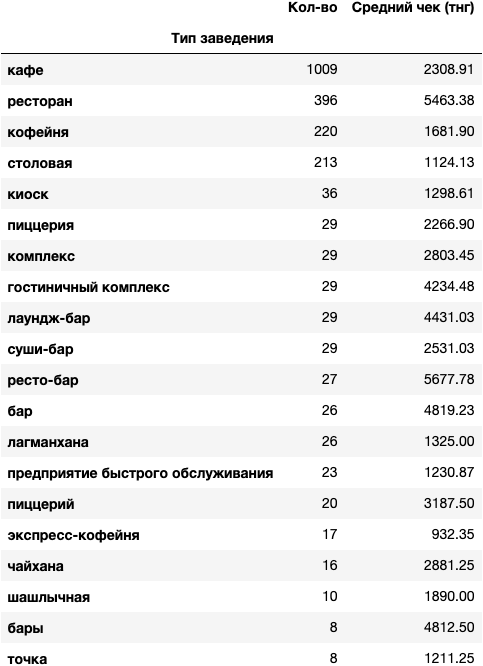 Кол-во Средний чек (тнг)
Тип заведения
кафе 1009 2308.91
ресторан 396 5463.38
кофейня 220 1681.90
столовая 213 1124.13
киоск 36 1298.61
пиццерия 29 2266.90
комплекс 29 2803.45
гостиничный комплекс 29 4234.48
лаундж-бар 29 4431.03
суши-бар 29 2531.03
ресто-бар 27 5677.78
бар 26 4819.23
лагманхана 26 1325.00
предприятие быстрого обслуживания 23 1230.87
пиццерий 20 3187.50
экспресс-кофейня 17 932.35
чайхана 16 2881.25
шашлычная 10 1890.00
бары 8 4812.50
точка 8 1211.25